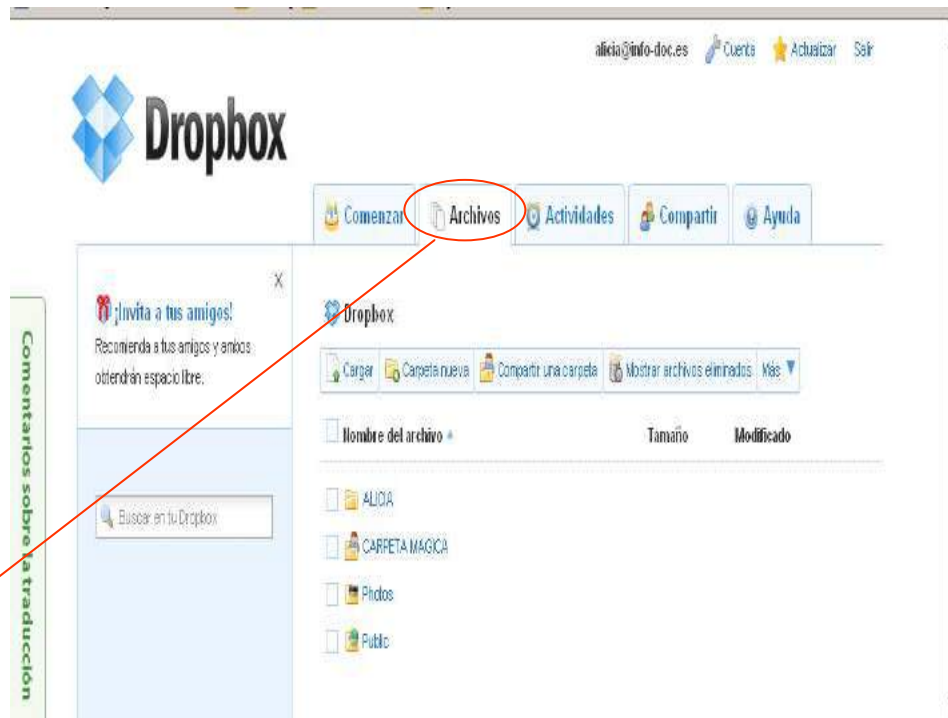 alicia@info-doc.es Cuenta Actualizar Salir
Dropbox
Comenzar Archivos Actividades Compartir Ayuda
X
¡Invita a tus amigos!
Recomienda a tus amigos y ambos
obtendrán espacio libre.
Dropbox
Cargar Carpeta nueva Compartir una carpeta Mostrar archivos eliminados Más
Nombre del archivo Tamaño Modificado
Buscar en tu Dropbox
ALICIA
CARPETA MAGICA
Photos
Public
Comentarios sobre la traducción